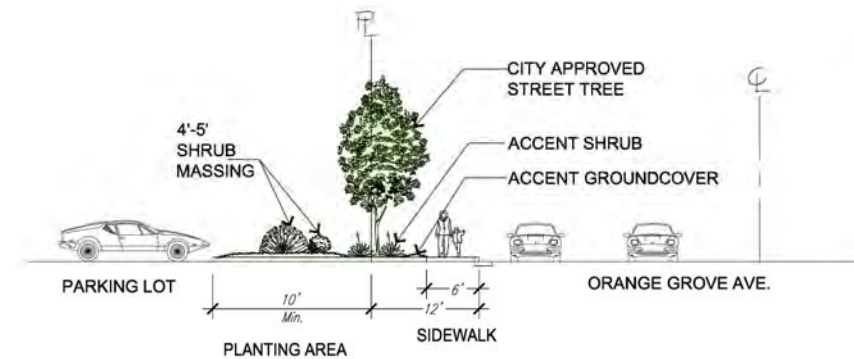 PL
CL
CITY APPROVED
STREET TREE
4'-5'
SHRUB
MASSING
ACCENT SHRUB
ACCENT GROUNDCOVER
PARKING LOT
ORANGE GROVE AVE.
10'
Min.
6'
12'
SIDEWALK
PLANTING AREA